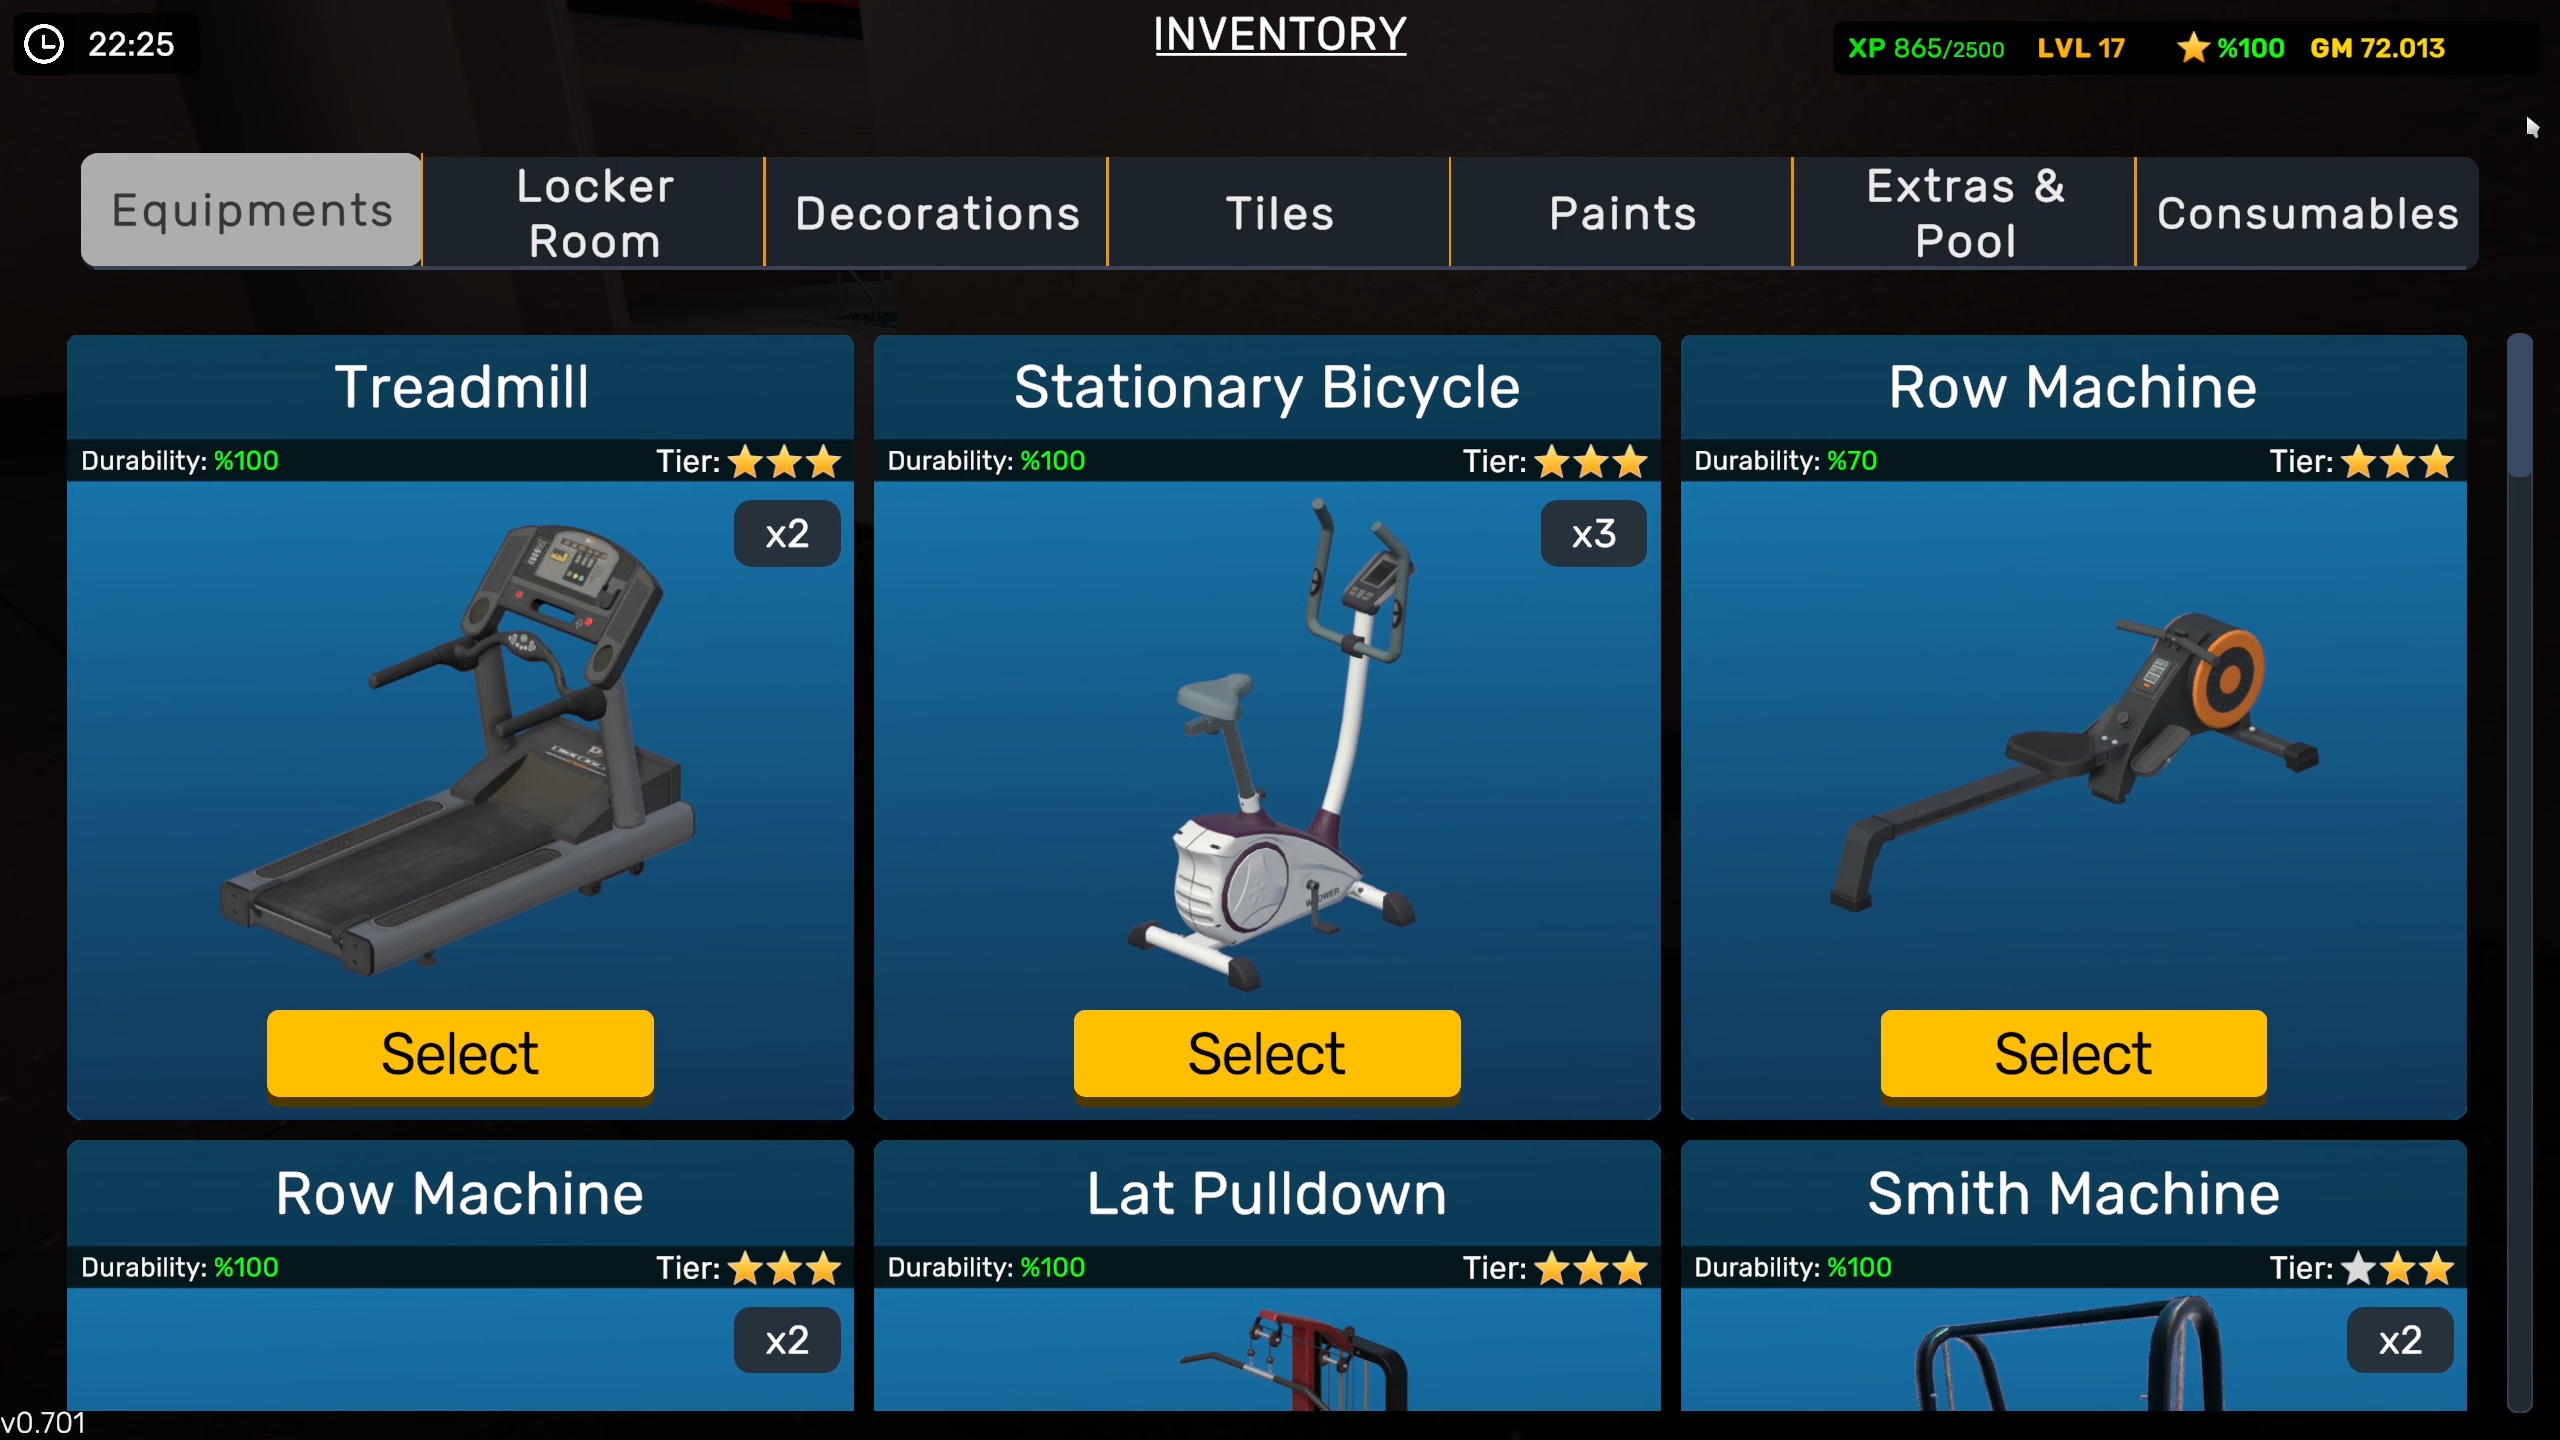 22:25
INVENTORY
XP 865/2500 LVL 17 %100 GM 72.013
Equipments
Locker
Room
Decorations
Tiles
Paints
Extras &
Pool
Consumables
Treadmill
Durability: %100 Tier:
x2
Select
Stationary Bicycle
Durability: %100 Tier:
x3
Select
Row Machine
Durability: %70 Tier:
Select
Row Machine
Durability: %100 Tier:
x2
Lat Pulldown
Durability: %100 Tier:
Smith Machine
Durability: %100 Tier:
x2
v0.701